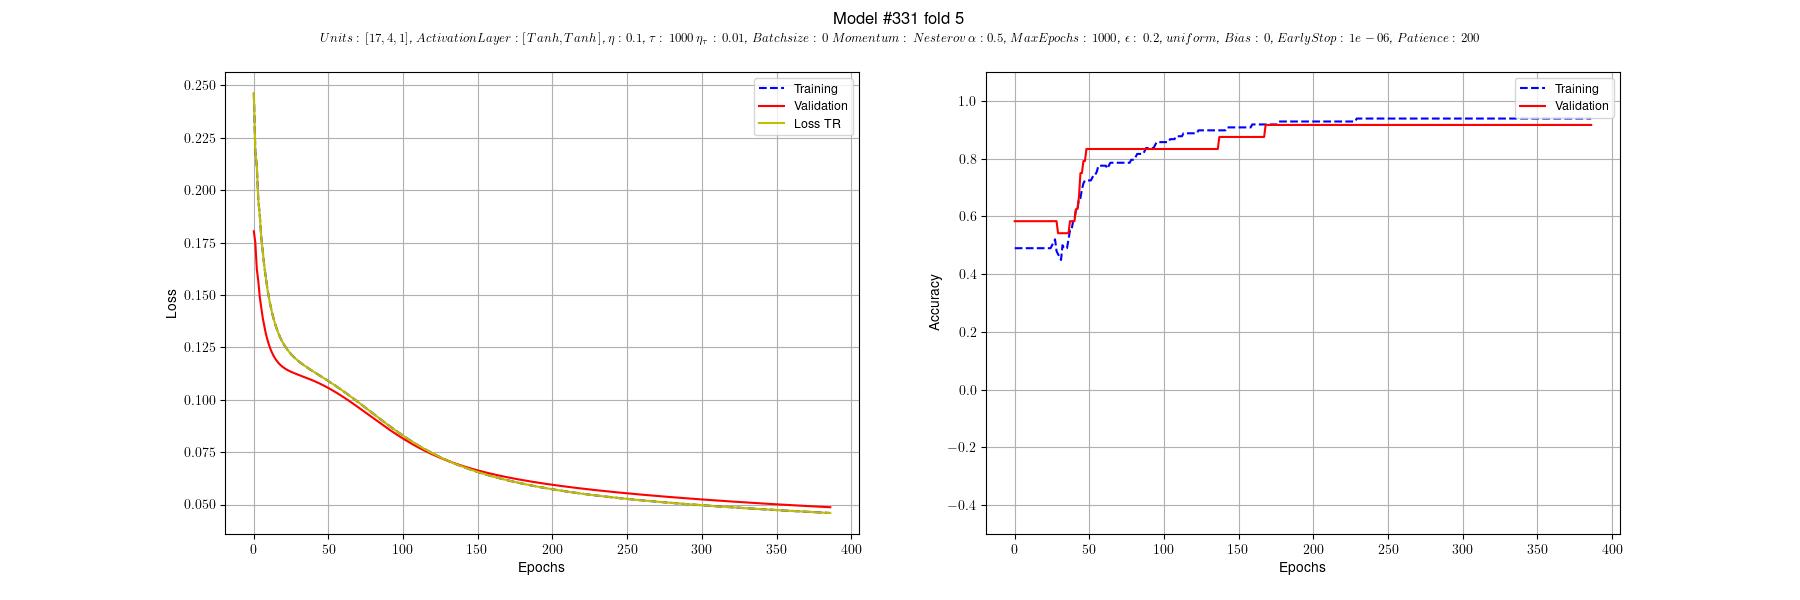 Model #331 fold 5
Units : [17, 4, 1], ActivationLayer : [Tanh, Tanh], η : 0.1, τ : 1000 η_τ : 0.01, Batchsize : 0 Momentum : Nesterov α : 0.5, MaxEpochs : 1000, ϵ : 0.2, uniform, Bias : 0, EarlyStop : 1e − 06, Patience : 200
0.250
0.225
0.200
0.175
0.150
0.125
0.100
0.075
0.050
Loss
0 50 100 150 200 250 300 350 400
Epochs
Training
Validation
Loss TR
1.0
0.8
0.6
0.4
0.2
0.0
−0.2
−0.4
Accuracy
0 50 100 150 200 250 300 350 400
Epochs
Training
Validation